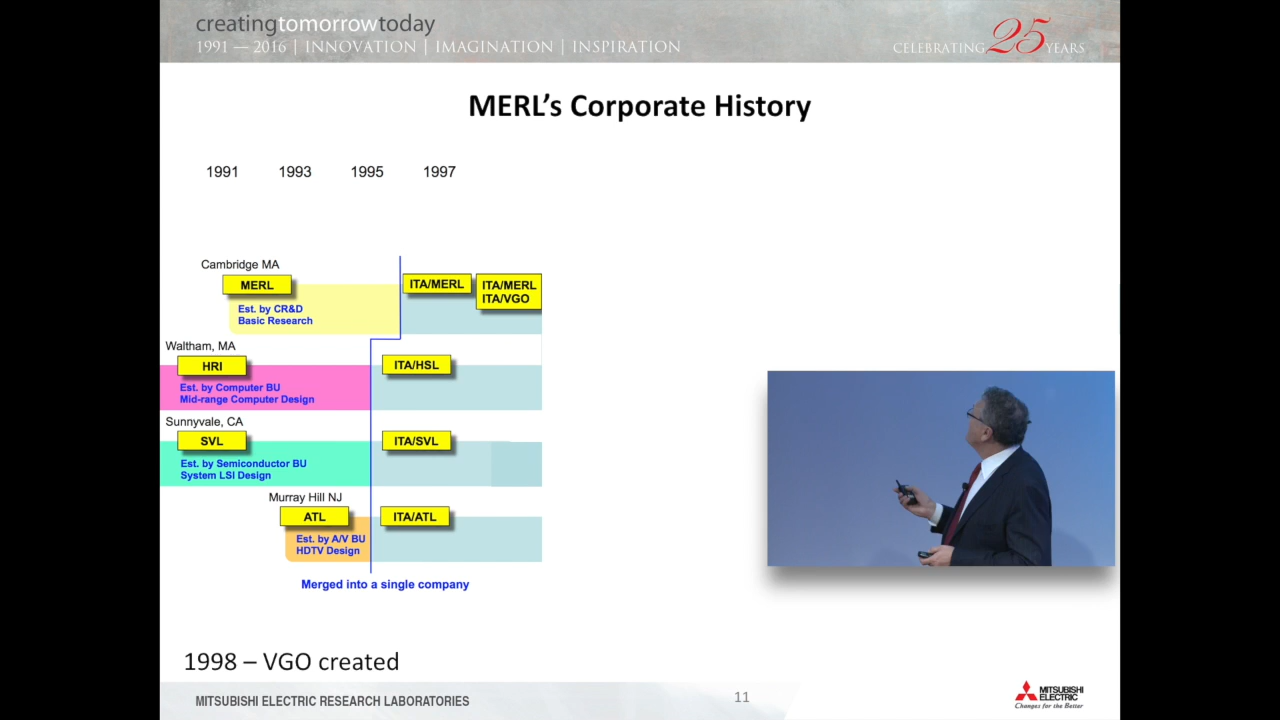 creatingtomorrowtoday
1991 — 2016 | INNOVATION | IMAGINATION | INSPIRATION
CELEBRATING 25 YEARS
MERL’s Corporate History
1991 1993 1995 1997
Cambridge MA
MERL
Est. by CR&D
Basic Research
ITA/MERL
ITA/MERL
ITA/VGO
Waltham, MA
HRI
Est. by Computer BU
Mid-range Computer Design
ITA/HSL
Sunnyvale, CA
SVL
Est. by Semiconductor BU
System LSI Design
ITA/SVL
Murray Hill NJ
ATL
Est. by A/V BU
HDTV Design
ITA/ATL
Merged into a single company
1998 – VGO created
MITSUBISHI ELECTRIC RESEARCH LABORATORIES
11
MITSUBISHI
ELECTRIC
Changes for the Better